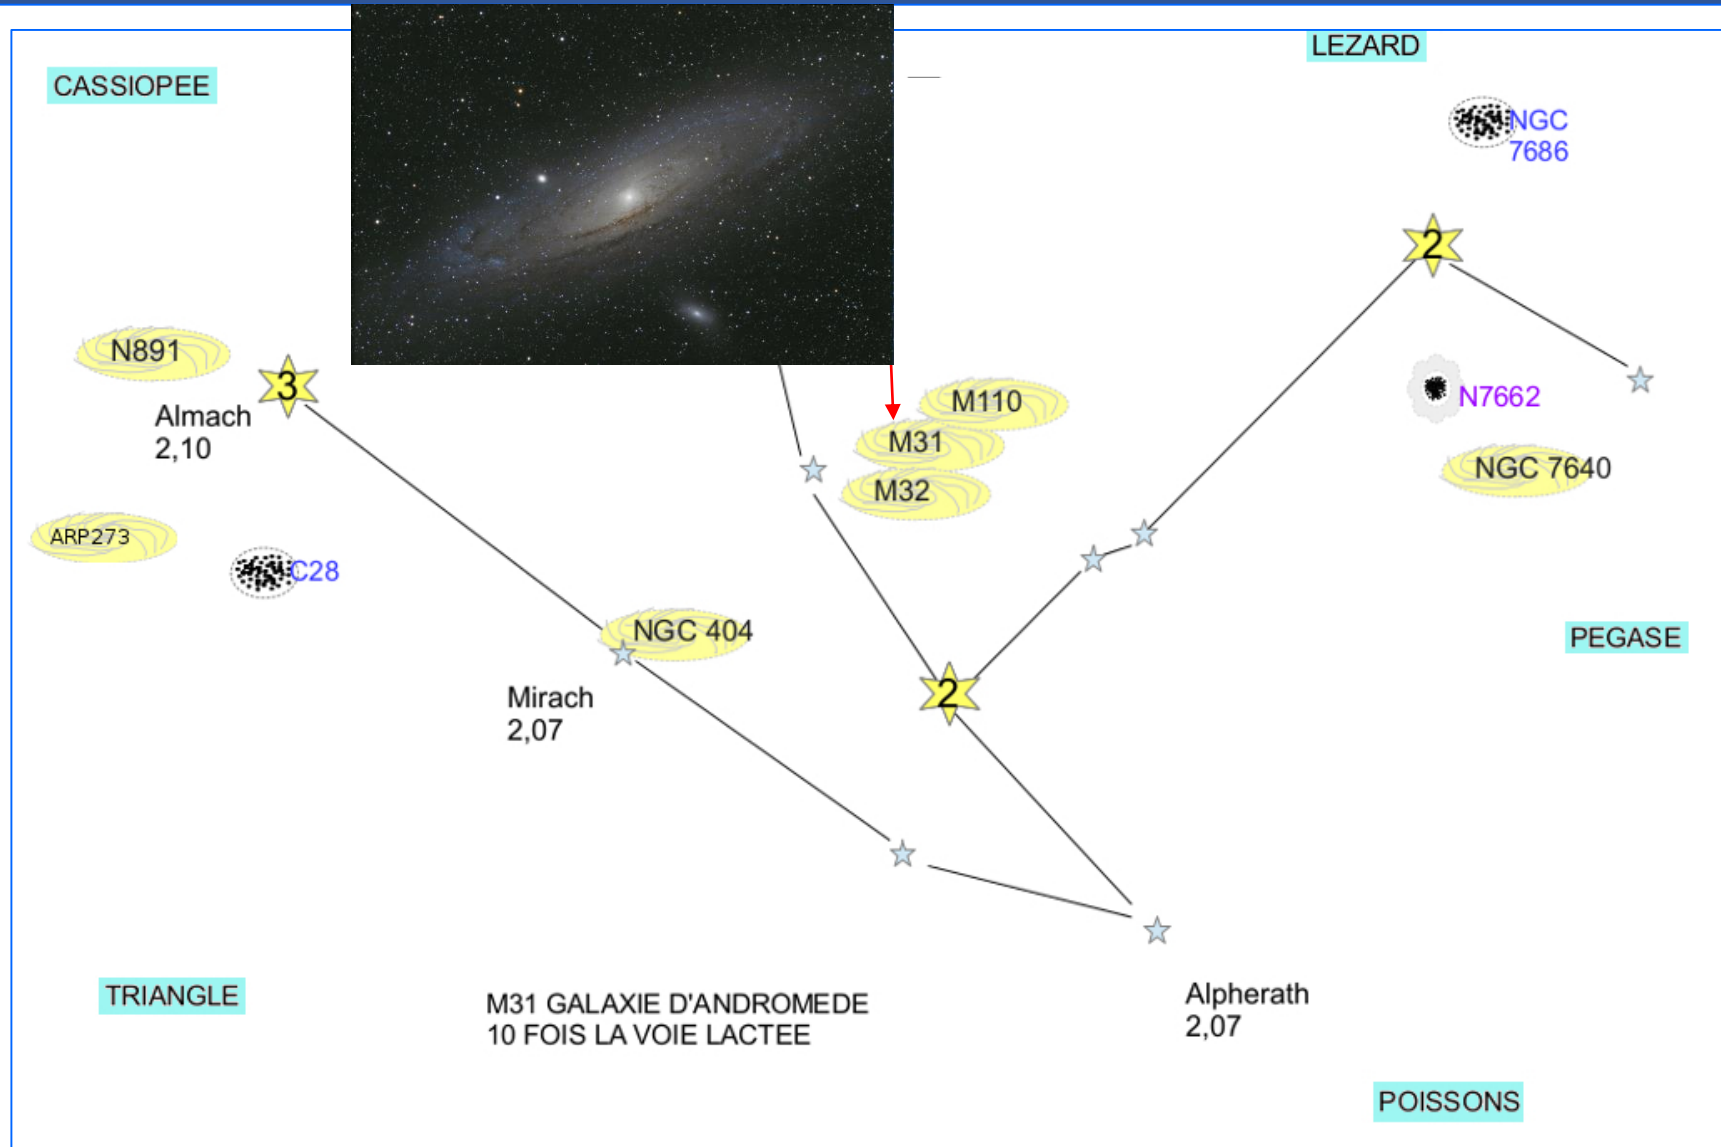 LEZARD
CASSIOPEE
NGC
7686
2
N891
3
Almach
2,10
M110
M31
M32
N7662
NGC 7640
ARP273
C28
NGC 404
PEGASE
Mirach
2,07
2
TRIANGLE
M31 GALAXIE D'ANDROMEDE
10 FOIS LA VOIE LACTEE
Alpherath
2,07
POISSONS